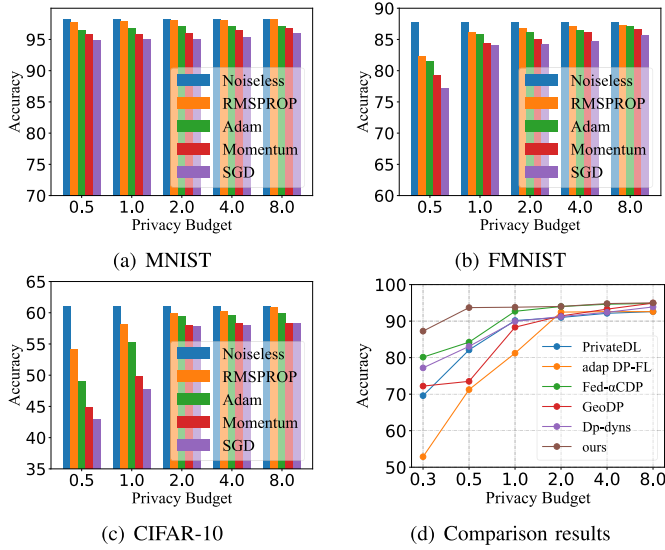 Accuracy
95
90
85
80
75
70
Noiseless
RMSPROP
Adam
Momentum
SGD
0.5 1.0 2.0 4.0 8.0
Privacy Budget
(a) MNIST
Accuracy
85
80
75
70
65
60
Noiseless
RMSPROP
Adam
Momentum
SGD
0.5 1.0 2.0 4.0 8.0
Privacy Budget
(b) FMNIST
Accuracy
65
60
55
50
45
40
35
Noiseless
RMSPROP
Adam
Momentum
SGD
0.5 1.0 2.0 4.0 8.0
Privacy Budget
(c) CIFAR-10
Accuracy
100
90
80
70
60
50
PrivateDL
adap DP-FL
Fed-αCDP
GeoDP
Dp-dyns
ours
0.3 0.5 1.0 2.0 4.0 8.0
Privacy Budget
(d) Comparison results